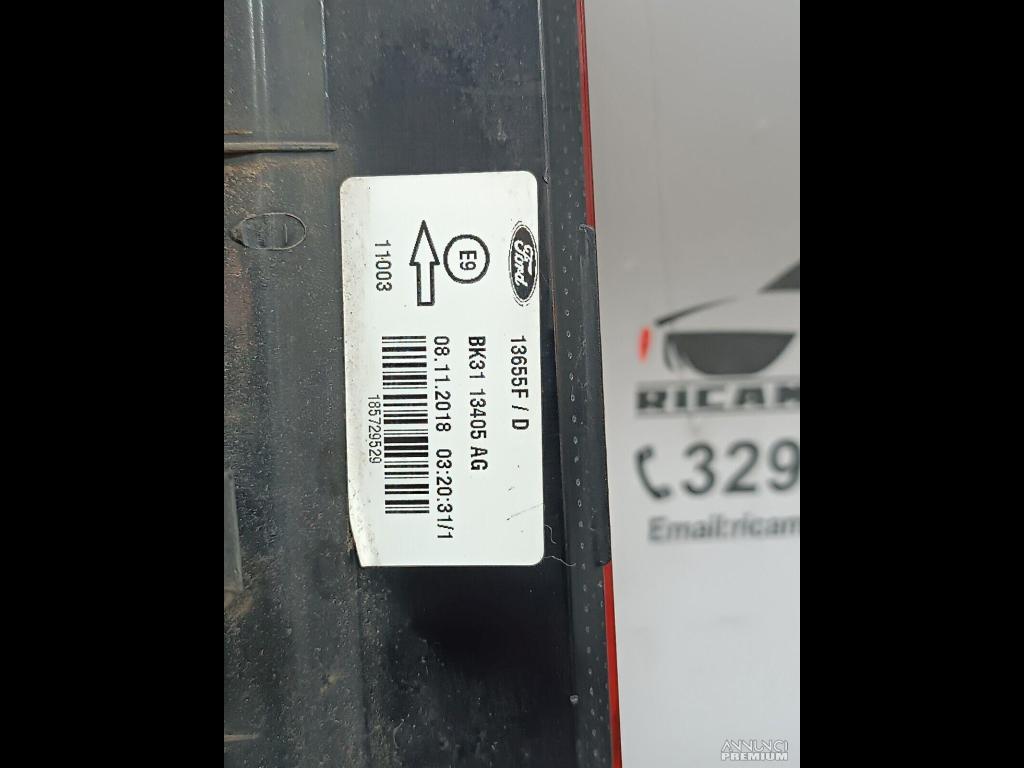 Ford
13655F / D
E9
BK31 13405 AG
08.11.2018 03:20:31/1
11003
185729529
RICAM
329
Email:ricam
ANNUNCI
PREMIUM